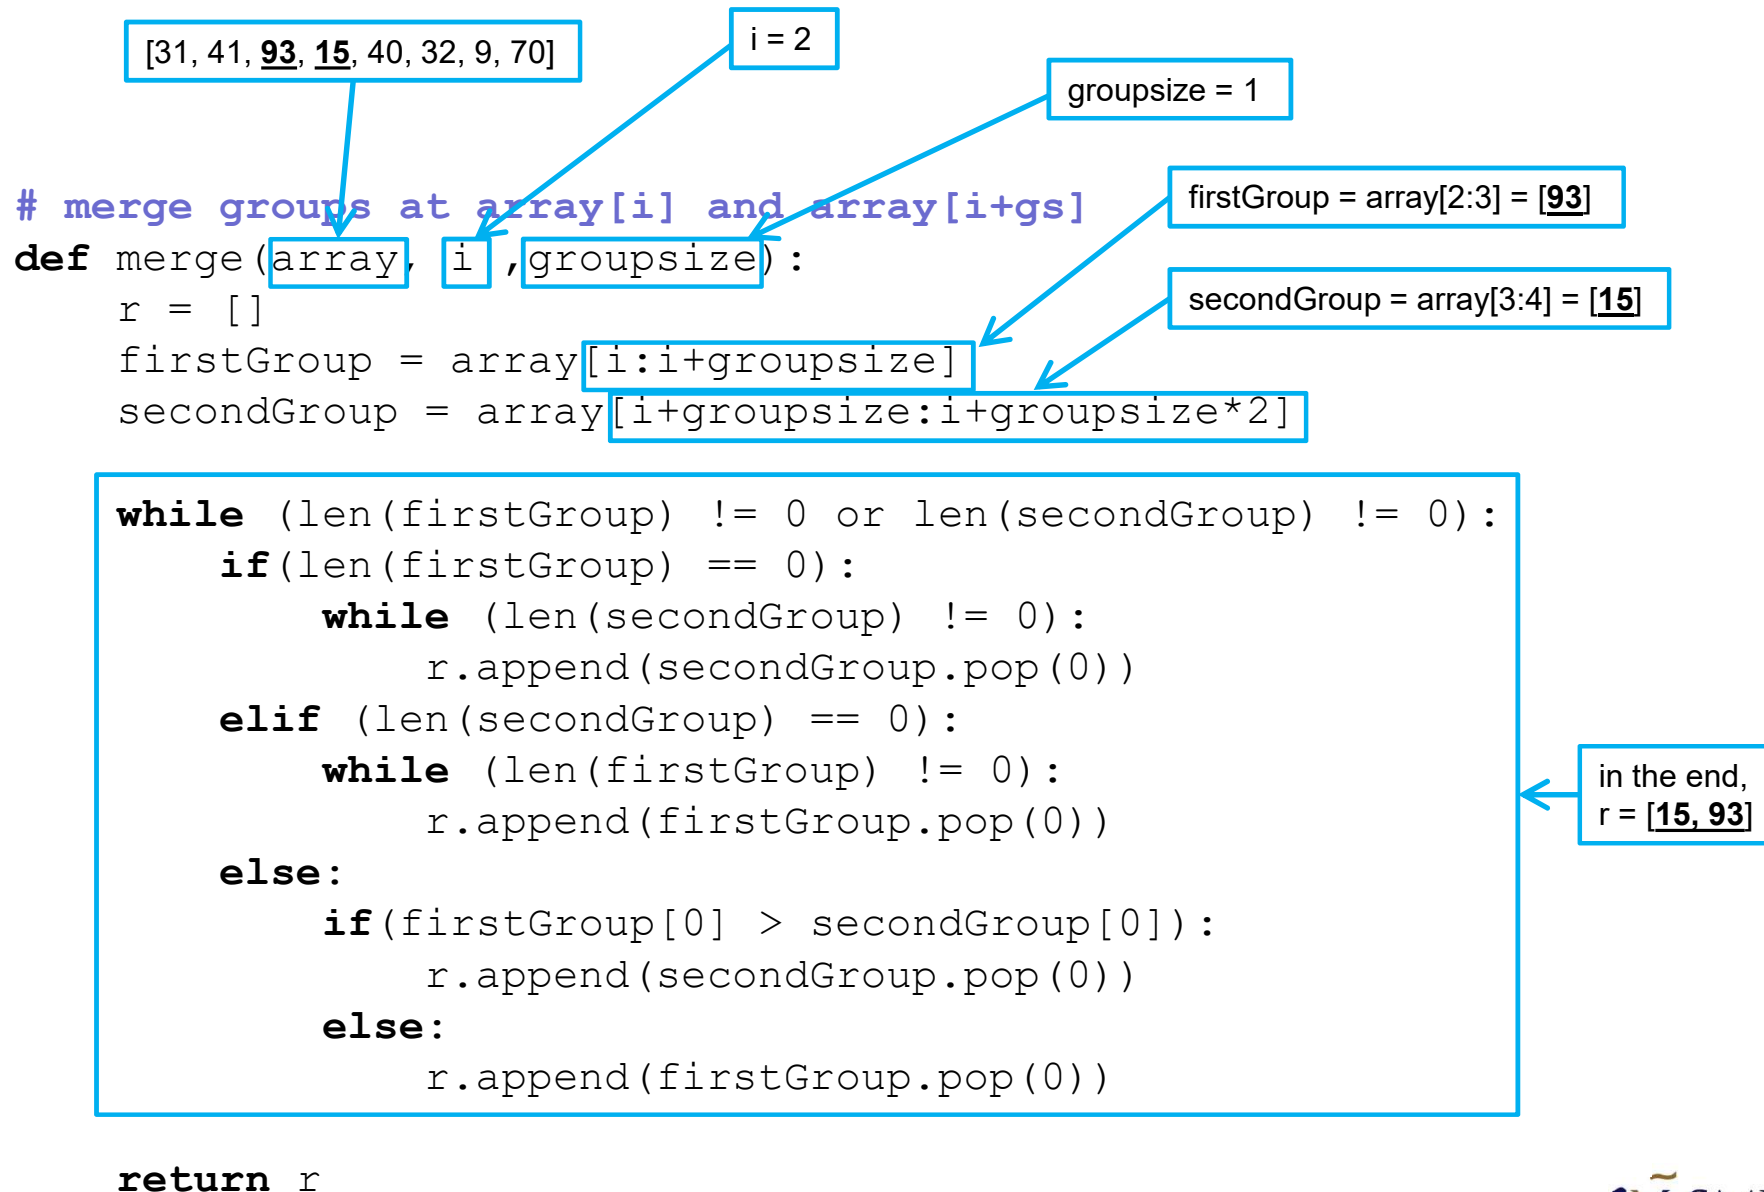 [31, 41, 93, 15, 40, 32, 9, 70]
i = 2
groupsize = 1
# merge groups at array[i] and array[i+gs]
firstGroup = array[2:3] = [93]
def merge(array, i ,groupsize):
r = []
secondGroup = array[3:4] = [15]
firstGroup = array[i:i+groupsize]
secondGroup = array[i+groupsize:i+groupsize*2]
while (len(firstGroup) != 0 or len(secondGroup) != 0):
if(len(firstGroup) == 0):
while (len(secondGroup) != 0):
r.append(secondGroup.pop(0))
elif (len(secondGroup) == 0):
while (len(firstGroup) != 0):
r.append(firstGroup.pop(0))
else:
if(firstGroup[0] > secondGroup[0]):
r.append(secondGroup.pop(0))
else:
r.append(firstGroup.pop(0))
in the end,
r = [15, 93]
return r